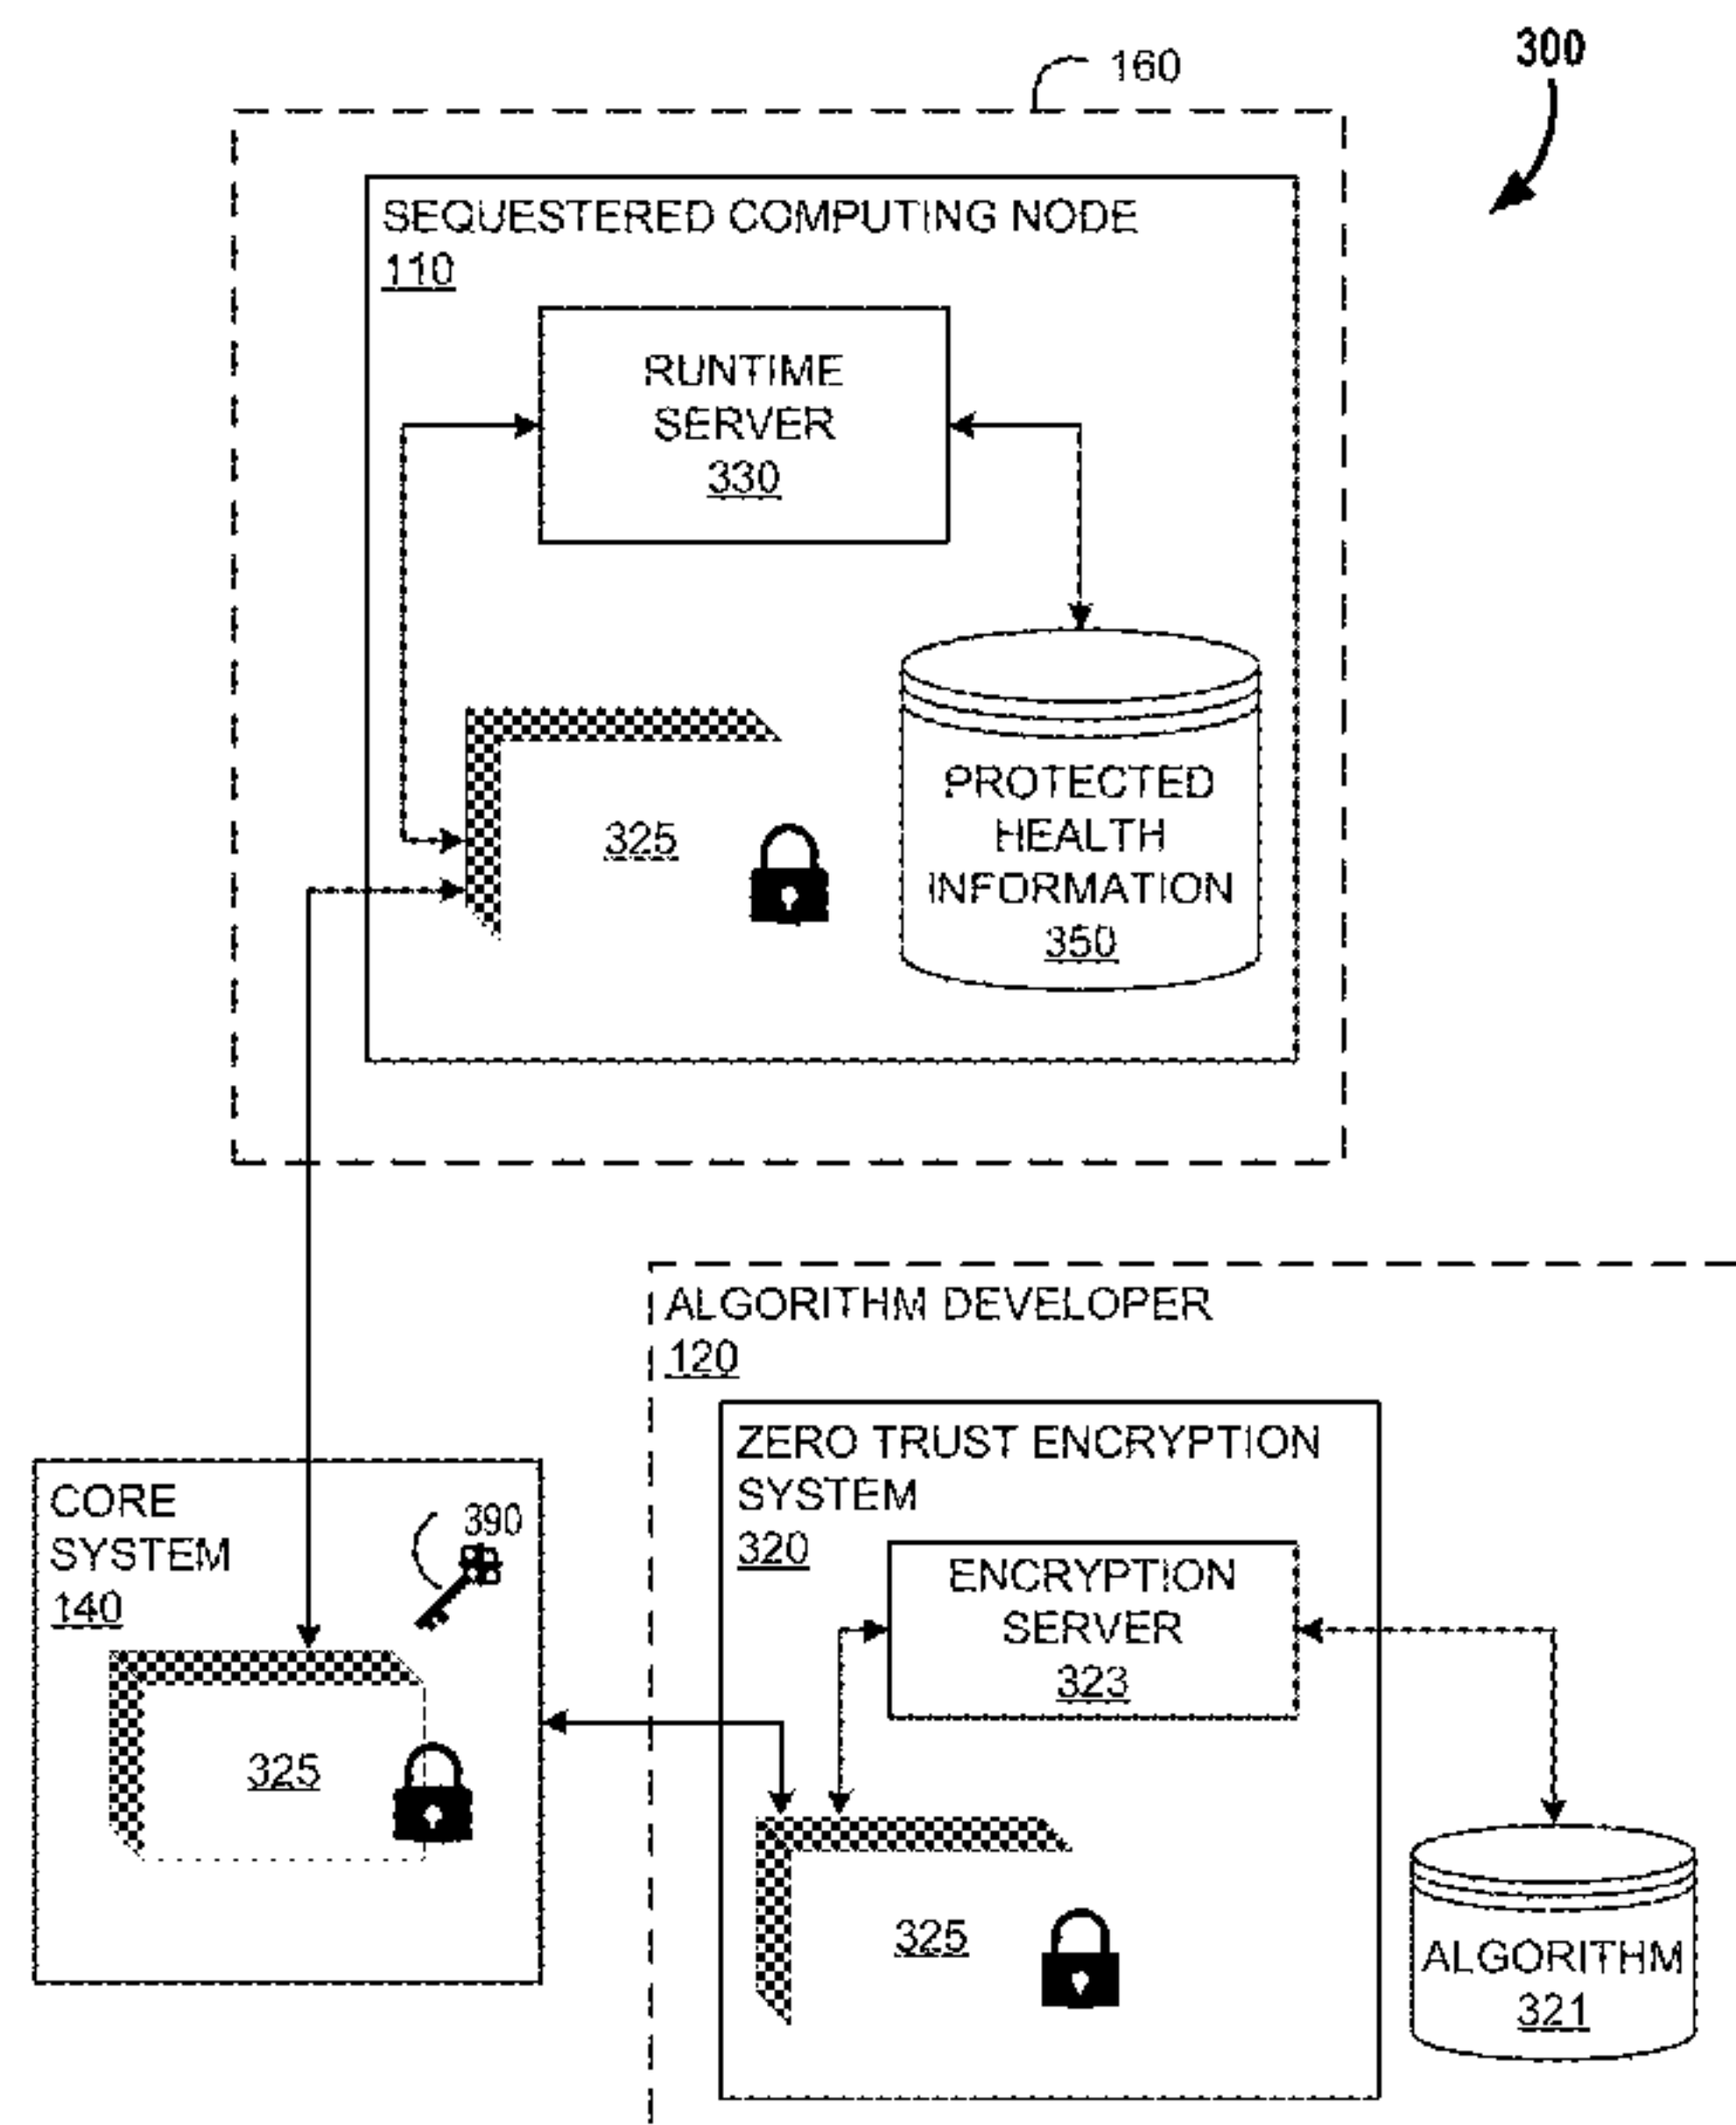 300
160
SEQUESTERED COMPUTING NODE
110
RUNTIME
SERVER
330
325
PROTECTED
HEALTH
INFORMATION
350
ALGORITHM DEVELOPER
120
CORE
SYSTEM
140
390
325
ZERO TRUST ENCRYPTION
SYSTEM
320
ENCRYPTION
SERVER
323
325
ALGORITHM
321